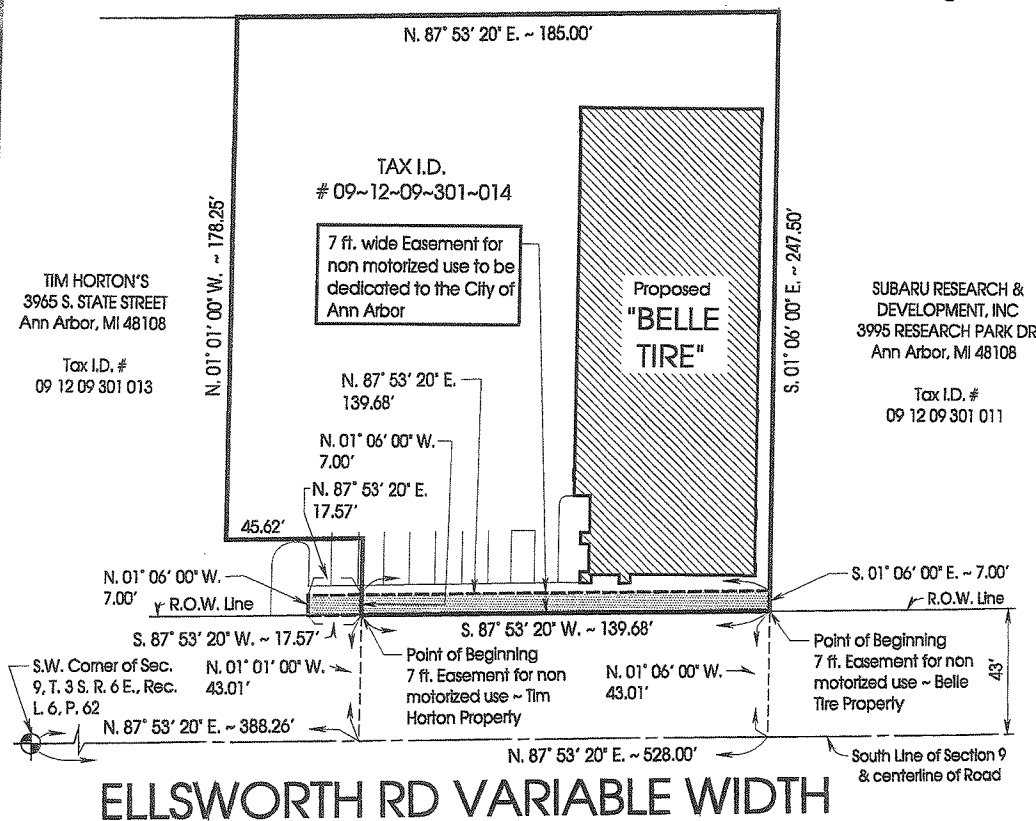 N. 87° 53' 20" E. ~ 185.00'
TAX I.D.
# 09~12~09~301~014
N. 01° 01' 00" W. ~ 178.25'
7 ft. wide Easement for
non motorized use to be
dedicated to the City of
Ann Arbor
TIM HORTON'S
3965 S. STATE STREET
Ann Arbor, MI 48108
Tax I.D. #
09 12 09 301 013
Proposed
"BELLE
TIRE"
S. 01° 06' 00" E. ~ 247.50'
SUBARU RESEARCH &
DEVELOPMENT, INC
3995 RESEARCH PARK DR
Ann Arbor, MI 48108
Tax I.D. #
09 12 09 301 011
N. 87° 53' 20" E.
139.68'
N. 01° 06' 00" W.
7.00'
N. 87° 53' 20" E.
17.57'
45.62'
N. 01° 06' 00" W.
7.00'
S. 01° 06' 00" E. ~ 7.00'
R.O.W. Line
R.O.W. Line
S. 87° 53' 20" W. ~ 17.57'
S. 87° 53' 20" W. ~ 139.68'
S.W. Corner of Sec.
9, T. 3 S. R. 6 E., Rec.
L. 6, P. 62
N. 01° 01' 00" W.
43.01'
Point of Beginning
7 ft. Easement for non
motorized use ~ Tim
Horton Property
N. 01° 06' 00" W.
43.01'
Point of Beginning
7 ft. Easement for non
motorized use ~ Belle
Tire Property
43'
N. 87° 53' 20" E. ~ 388.26'
N. 87° 53' 20" E. ~ 528.00'
South Line of Section 9
& centerline of Road
ELLSWORTH RD VARIABLE WIDTH